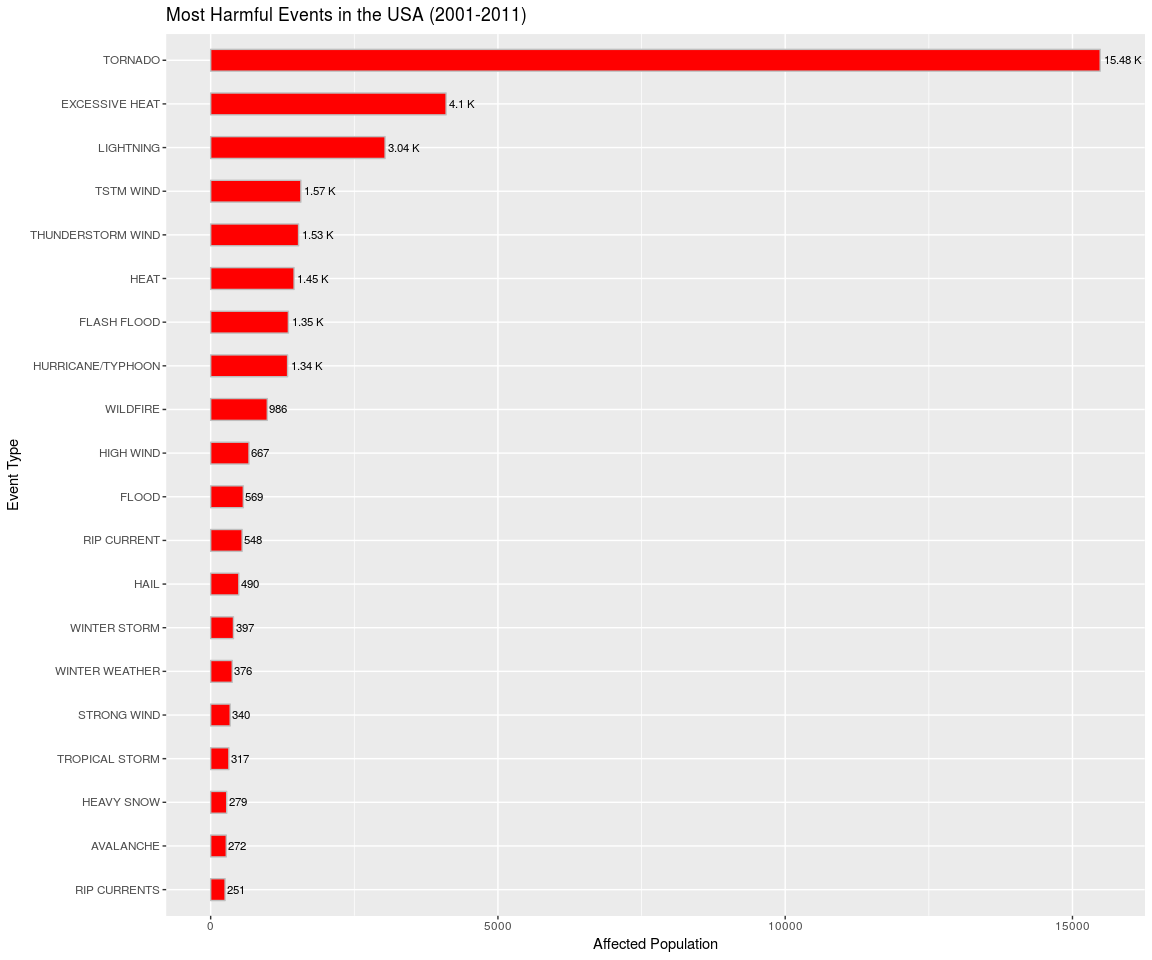 Most Harmful Events in the USA (2001-2011)
TORNADO 15.48 K
EXCESSIVE HEAT 4.1 K
LIGHTNING 3.04 K
TSTM WIND 1.57 K
THUNDERSTORM WIND 1.53 K
HEAT 1.45 K
FLASH FLOOD 1.35 K
HURRICANE/TYPHOON 1.34 K
WILDFIRE 986
HIGH WIND 667
FLOOD 569
RIP CURRENT 548
HAIL 490
WINTER STORM 397
WINTER WEATHER 376
STRONG WIND 340
TROPICAL STORM 317
HEAVY SNOW 279
AVALANCHE 272
RIP CURRENTS 251
Event Type
0 5000 10000 15000
Affected Population